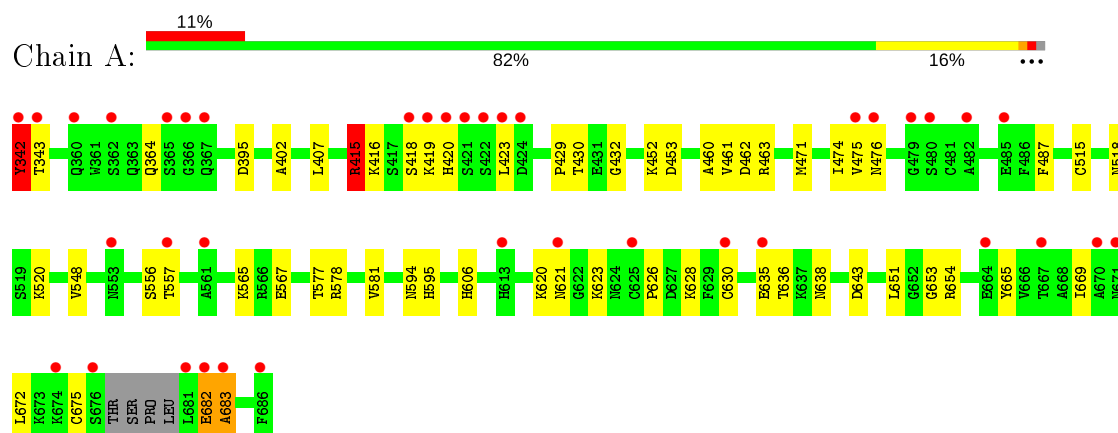 11%
Chain A:
82% 16% •••
Y342 T343 Q360 W361 S362 Q363 Q364 S365 G366 Q367 D395 A402 L407 R415 K416 S417 S418 K419 H420 S421 S422 L423 D424 P429 T430 E431 G432 K452 D453 A460 V461 D462 R463 M471 I474 V475 N476 G479 S480 C481 A482 E485 F486 F487 C515 N518
S519 K520 V548 N553 S556 T557 A561 K565 R566 E567 T577 R578 V581 N594 H595 H606 H613 K620 N621 G622 K623 N624 C625 P626 D627 K628 F629 C630 E635 T636 K637 N638 D643 L651 G652 G653 R654 E664 Y665 V666 T667 A668 I669 A670 N671
L672 K673 K674 C675 S676 THR SER PRO LEU L681 E682 A683 F686